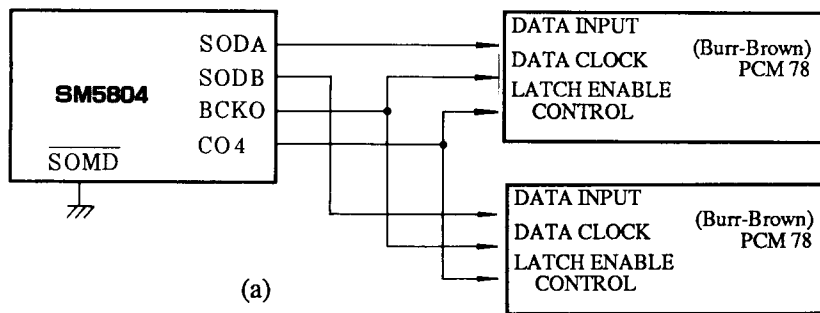 SM5804
SOMD
SODA
SODB
BCKO
CO4
DATA INPUT
DATA CLOCK
LATCH ENABLE
CONTROL
(Burr-Brown)
PCM 78
DATA INPUT
DATA CLOCK
LATCH ENABLE
CONTROL
(Burr-Brown)
PCM 78
(a)